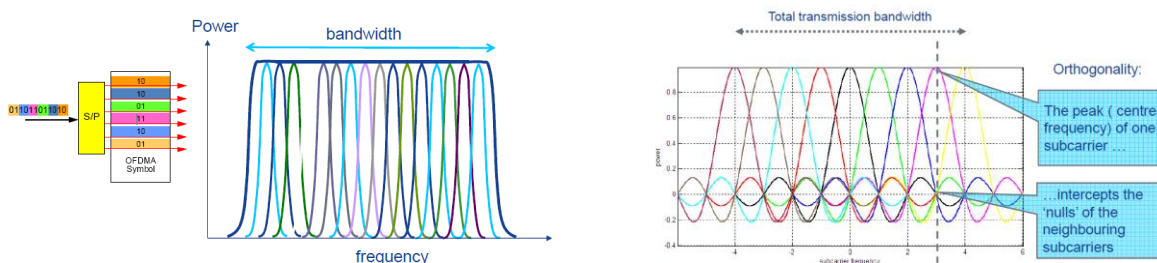 Power
bandwidth
frequency
011011011010
S/P
10
10
01
11
10
01
OFDMA
Symbol
Total transmission bandwidth
Orthogonality:
The peak ( centre
frequency) of one
subcarrier …
…intercepts the
‘nulls’ of the
neighbouring
subcarriers
power
0.8
0.6
0.4
0.2
0
-0.2
-4
-2
0
2
4
6
subcarrier frequency